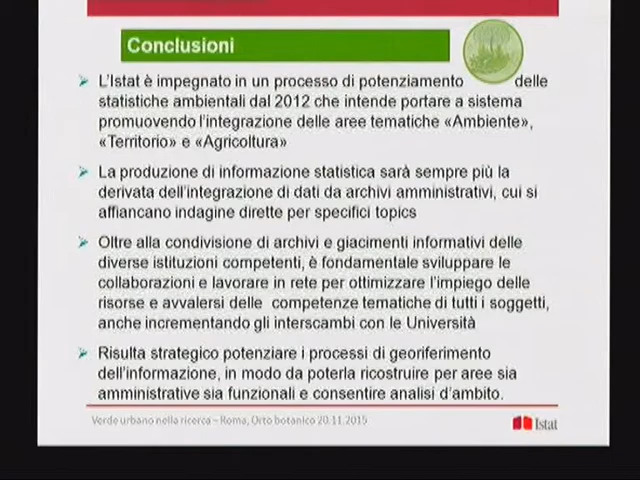 Conclusioni
L'Istat è impegnato in un processo di potenziamento delle
statistiche ambientali dal 2012 che intende portare a sistema
promuovendo l'integrazione delle aree tematiche «Ambiente»,
«Territorio» e «Agricoltura»
La produzione di informazione statistica sarà sempre più la
derivata dell'integrazione di dati da archivi amministrativi, cui si
affiancano indagine dirette per specifici topics
Oltre alla condivisione di archivi e giacimenti informativi delle
diverse istituzioni competenti, è fondamentale sviluppare le
collaborazioni e lavorare in rete per ottimizzare l'impiego delle
risorse e avvalersi delle competenze tematiche di tutti i soggetti,
anche incrementando gli interscambi con le Università
Risulta strategico potenziare i processi di georiferimento
dell'informazione, in modo da poterla ricostruire per aree sia
amministrative sia funzionali e consentire analisi d'ambito.
Verde urbano nella ricerca – Roma, Orto botanico 20.11.2015
Istat